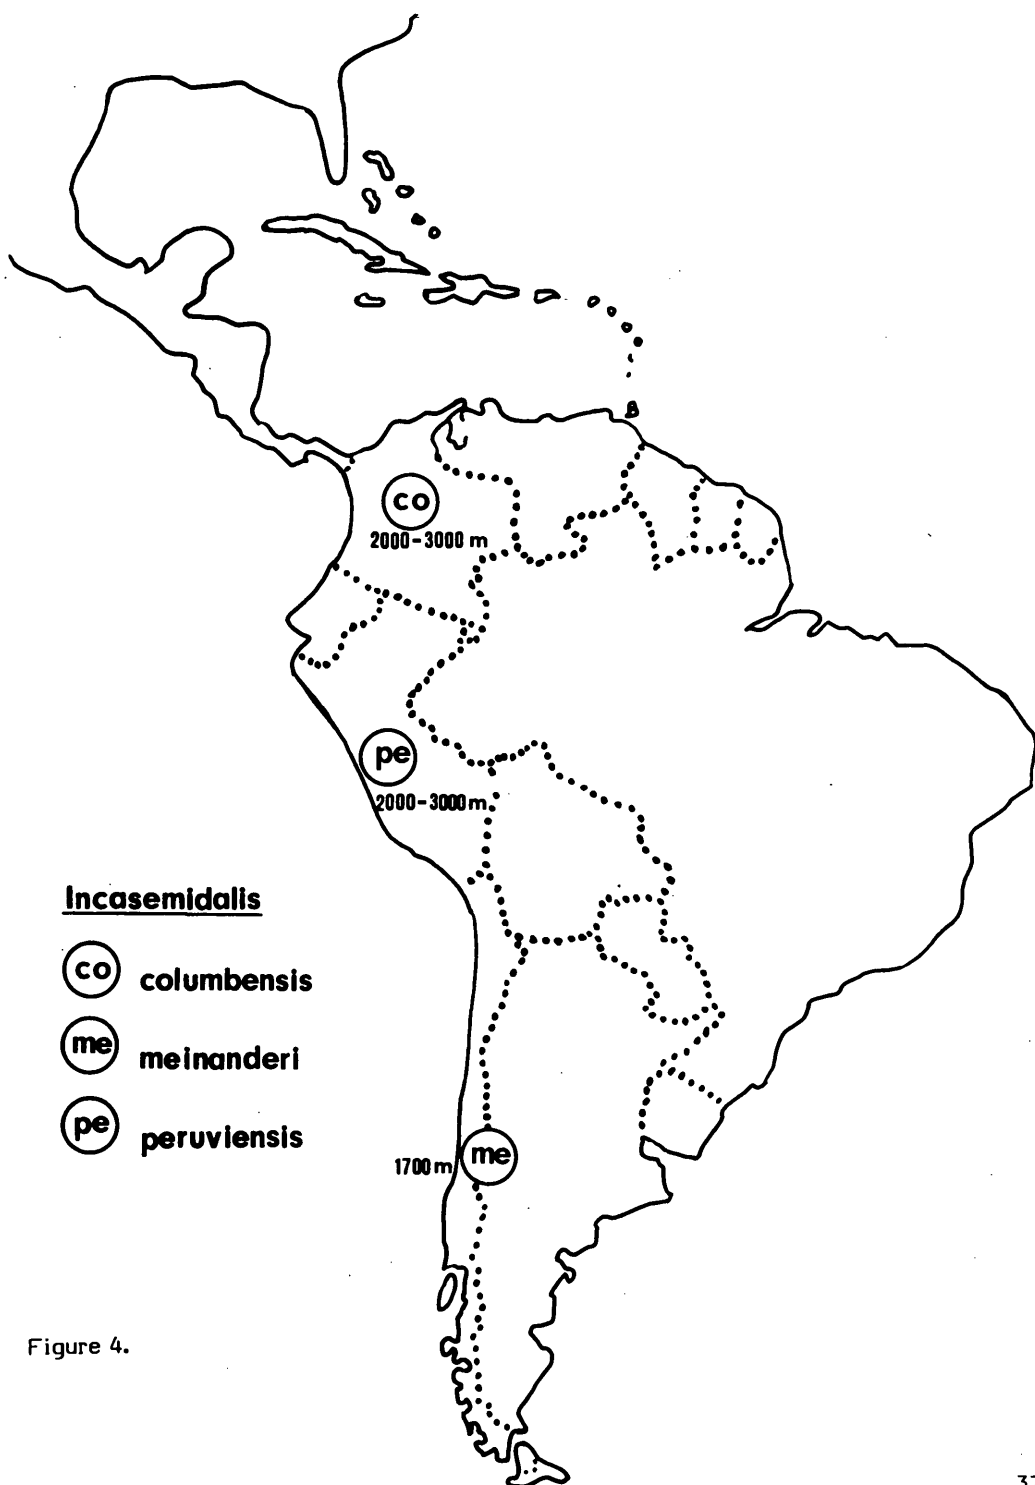 co
2000-3000 m
pe
2000-3000 m
Incasemidalis
co columbensis
me meinanderi
pe peruviensis
1700 m me
Figure 4.